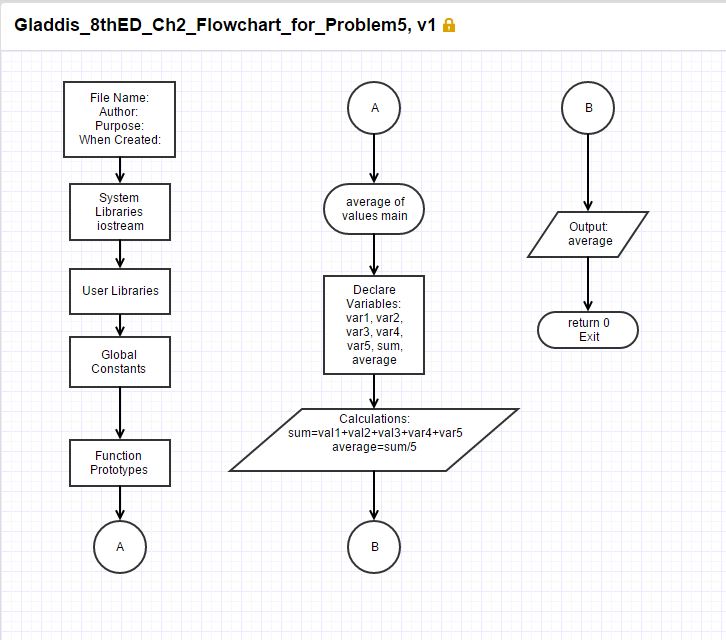 Gladdis_8thED_Ch2_Flowchart_for_Problem5, v1
File Name:
Author:
Purpose:
When Created:
System
Libraries
iostream
User Libraries
Global
Constants
Function
Prototypes
A
A
average of
values main
Declare
Variables:
var1, var2,
var3, var4,
var5, sum,
average
Calculations:
sum=val1+val2+val3+var4+var5
average=sum/5
B
B
Output:
average
return 0
Exit